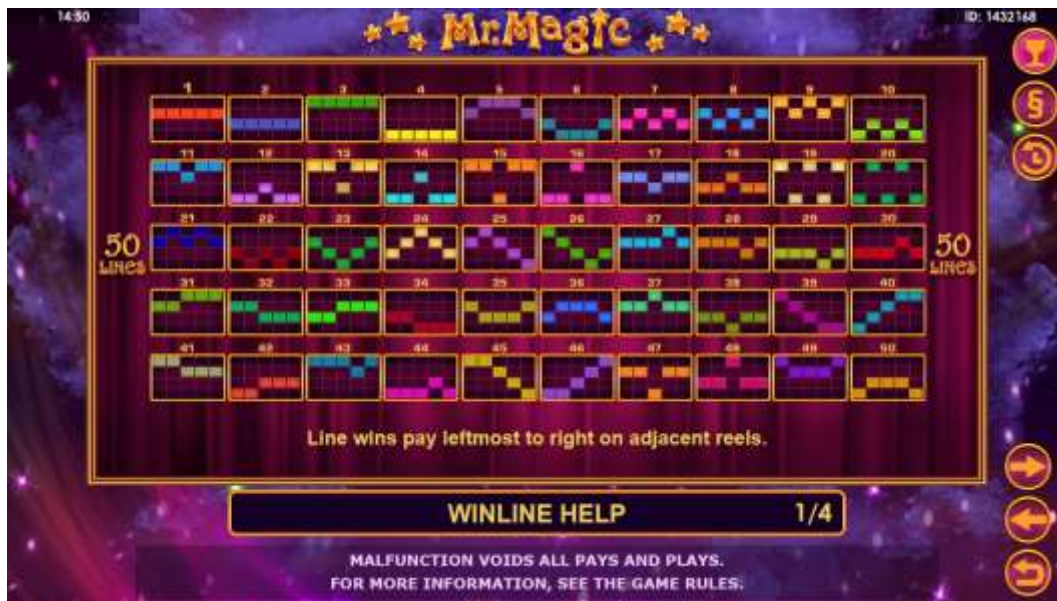 14:50
Mr.Magic
ID: 1432168
1 2 3 4 5 6 7 8 9 10
§
11 12 13 14 15 16 17 18 19 20
21 22 23 24 25 26 27 28 29 30
50 LINES
50 LINES
31 32 33 34 35 36 37 38 39 40
41 42 43 44 45 46 47 48 49 50
Line wins pay leftmost to right on adjacent reels.
WINLINE HELP 1/4
MALFUNCTION VOIDS ALL PAYS AND PLAYS.
FOR MORE INFORMATION, SEE THE GAME RULES.